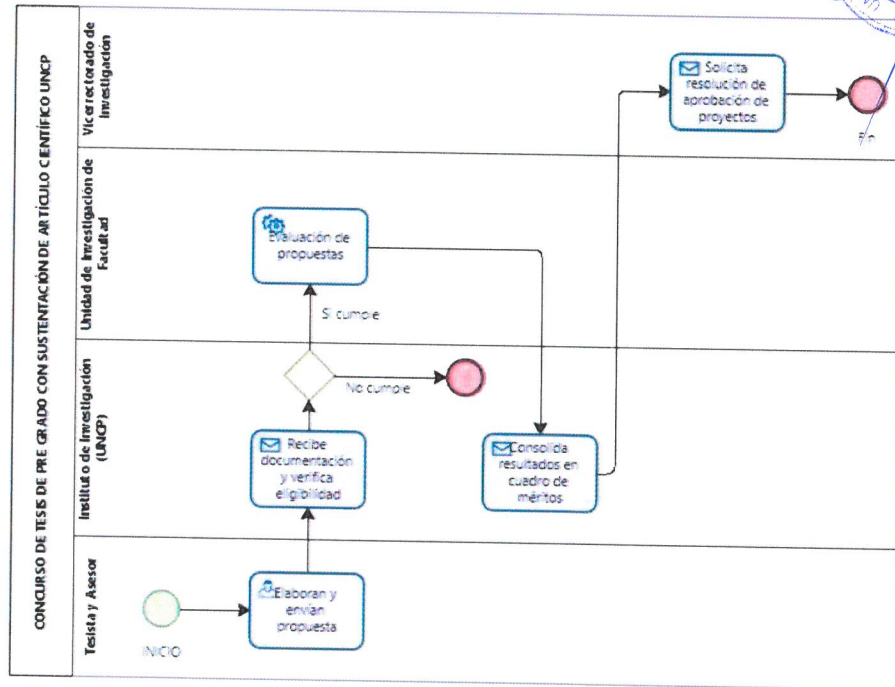 CONCURSO DE TESIS DE PRE GRADO CON SUSTENTACIÓN DE ARTÍCULO CIENTÍFICO UNCP
Tesista y Asesor
Instituto de Investigación
(UNCP)
Unidad de Investigación de
Facultad
Vicerrectorado de
Investigación
INICIO
Elaboran y
envían
propuesta
Recibe
documentación
y verifica
eligibilidad
No cumple
Si cumple
Evaluación de
propuestas
Consolida
resultados en
cuadro de
méritos
Solicita
resolución de
aprobación de
proyectos
Fin